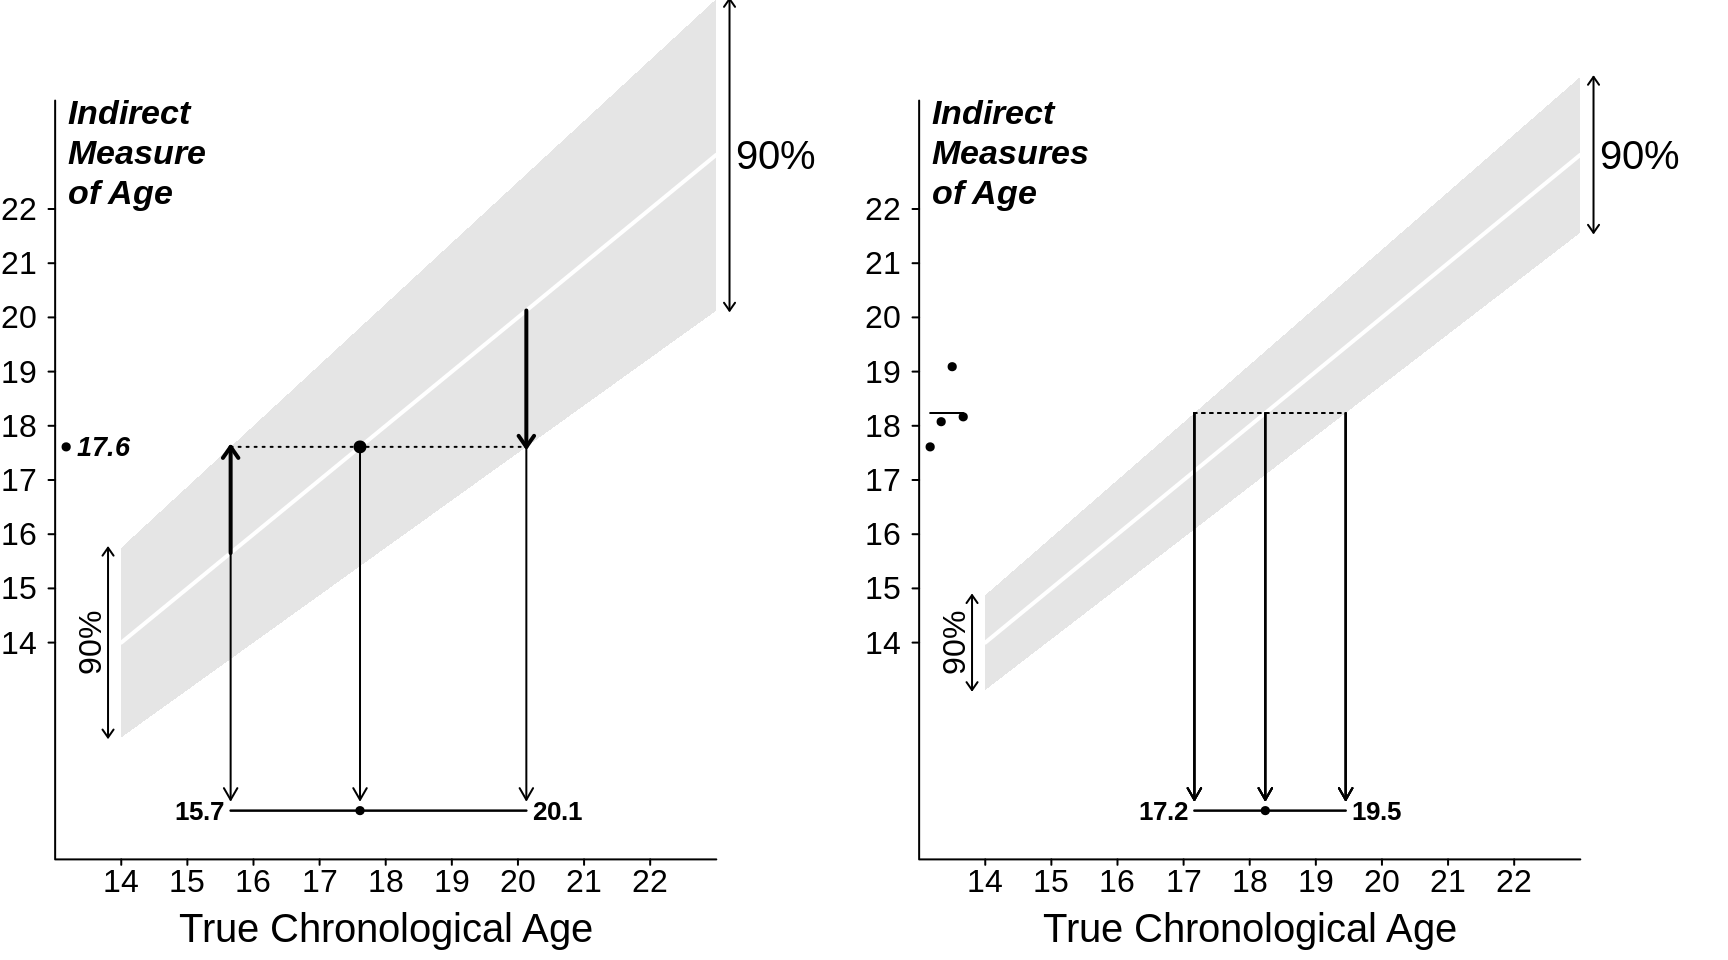 Indirect
Measure
of Age
90%
22
21
20
19
18
17
16
15
14
17.6
90%
15.7
20.1
14 15 16 17 18 19 20 21 22
True Chronological Age
Indirect
Measures
of Age
90%
22
21
20
19
18
17
16
15
14
90%
17.2
19.5
14 15 16 17 18 19 20 21 22
True Chronological Age